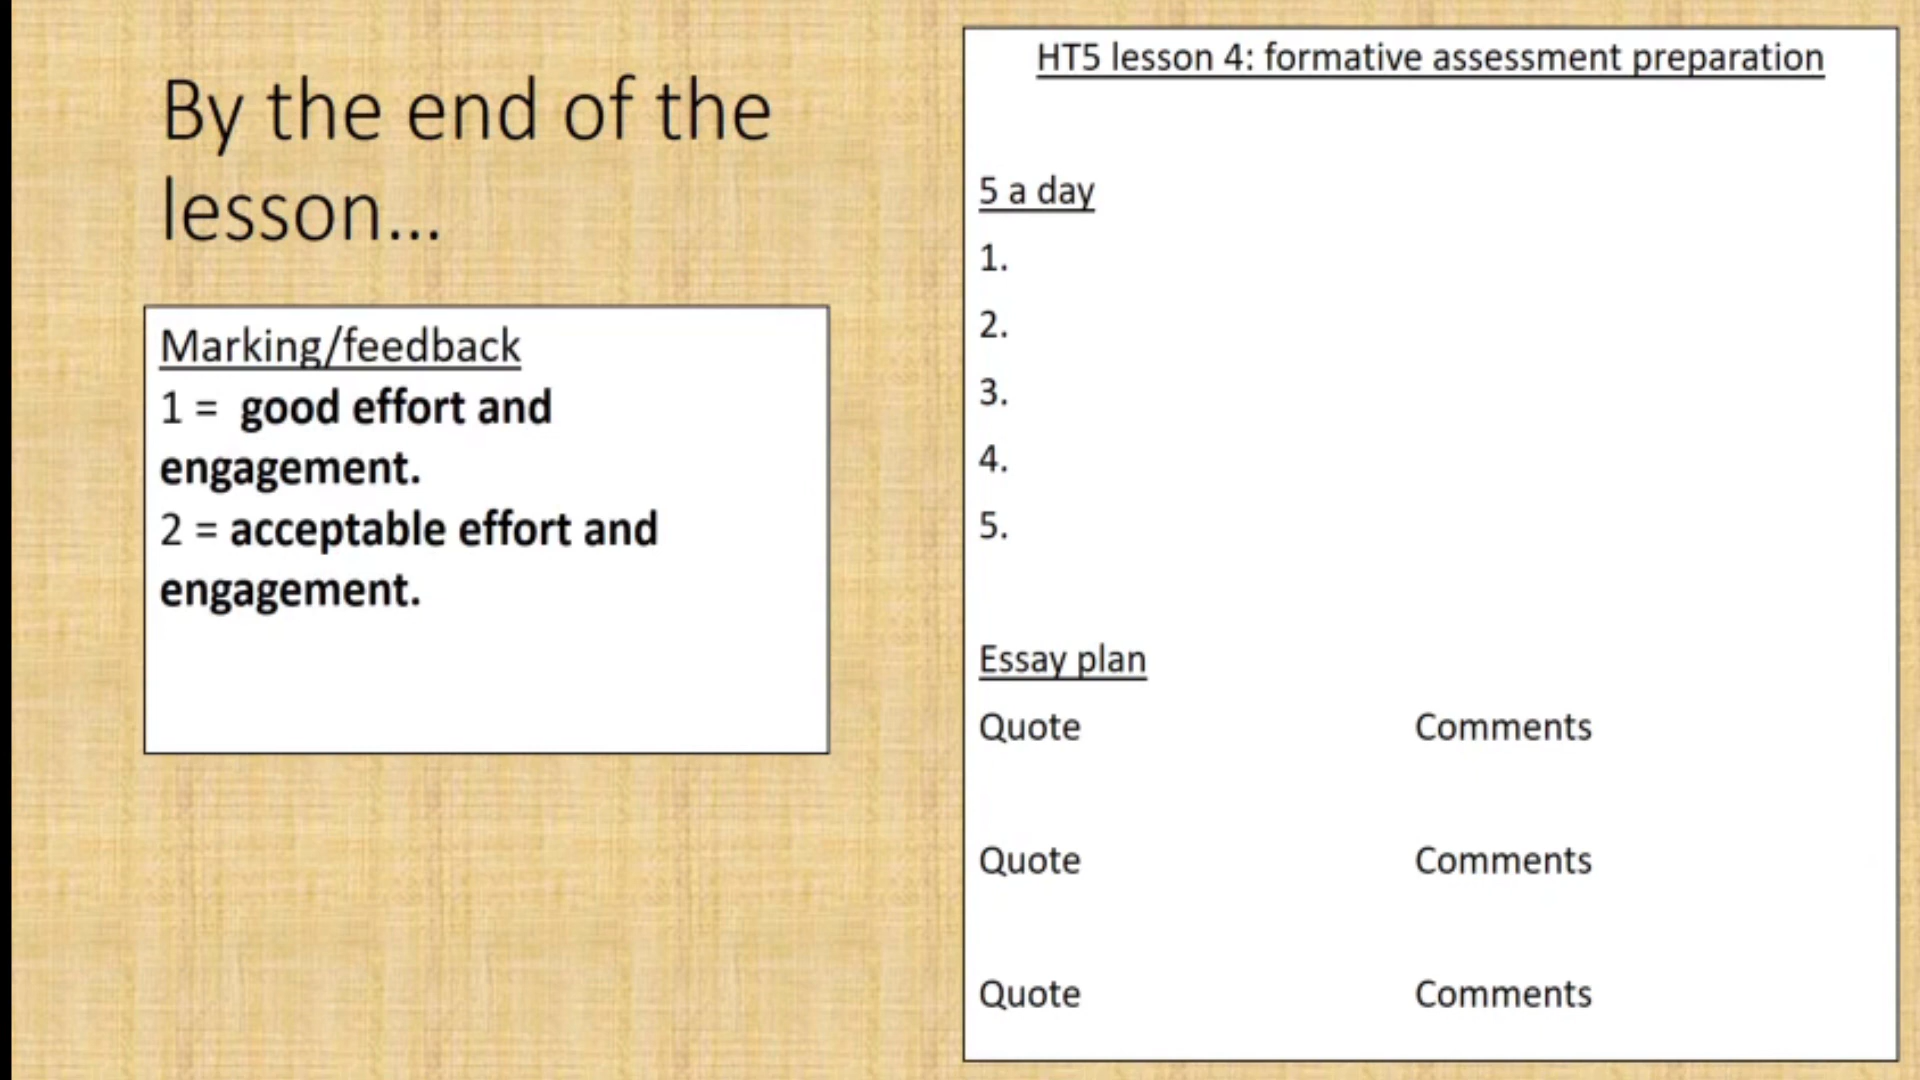 By the end of the
lesson...
Marking/feedback
1 = good effort and
engagement.
2 = acceptable effort and
engagement.
HT5 lesson 4: formative assessment preparation
5 a day
1.
2.
3.
4.
5.
Essay plan
Quote Comments
Quote Comments
Quote Comments